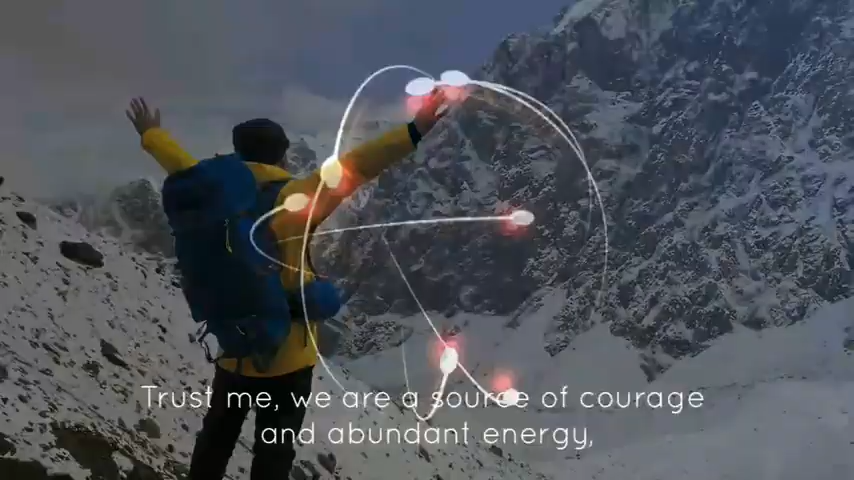 Trust me, we are a source of courage
and abundant energy,